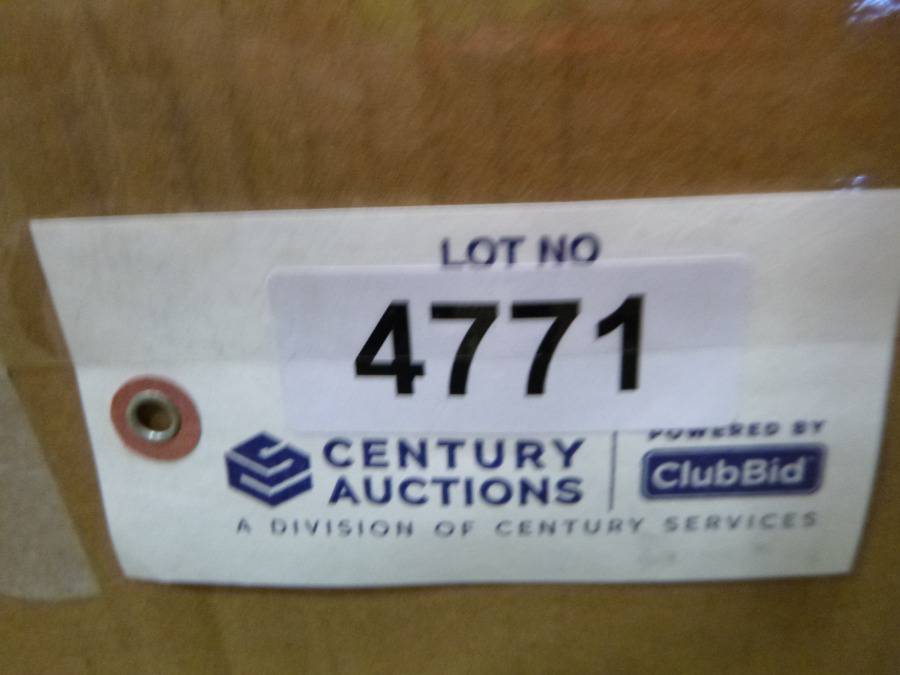 LOT NO
4771
CENTURY AUCTIONS
POWERED BY
ClubBid
A DIVISION OF CENTURY SERVICES